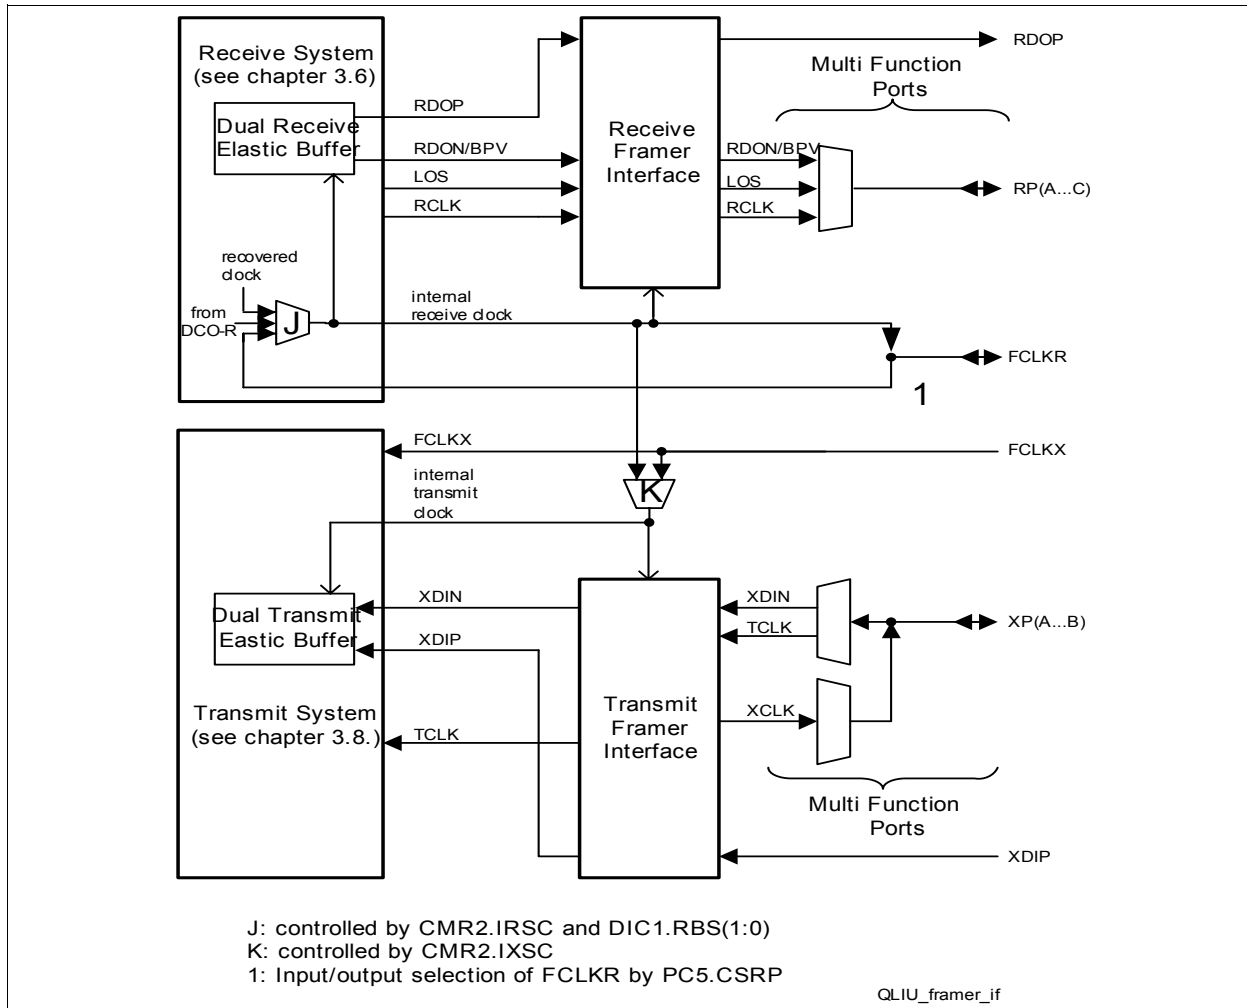 Receive System
(see chapter 3.6)
Dual Receive
Elastic Buffer
RDOP
RDON/BPV
LOS
RCLK
Receive
Framer
Interface
RDOP
Multi Function
Ports
RDON/BPV
LOS
RCLK
RP(A...C)
recovered
clock
from
DCO-R
J
internal
receive clock
FCLKR
1
FCLKX
FCLKX
internal
transmit
clock
K
Dual Transmit
Eastic Buffer
XDIN
XDIP
Transmit System
(see chapter 3.8.)
TCLK
Transmit
Framer
Interface
XDIN
TCLK
XCLK
XP(A...B)
Multi Function
Ports
XDIP
J: controlled by CMR2.IRSC and DIC1.RBS(1:0)
K: controlled by CMR2.IXSC
1: Input/output selection of FCLKR by PC5.CSRP
QLIU_framer_if